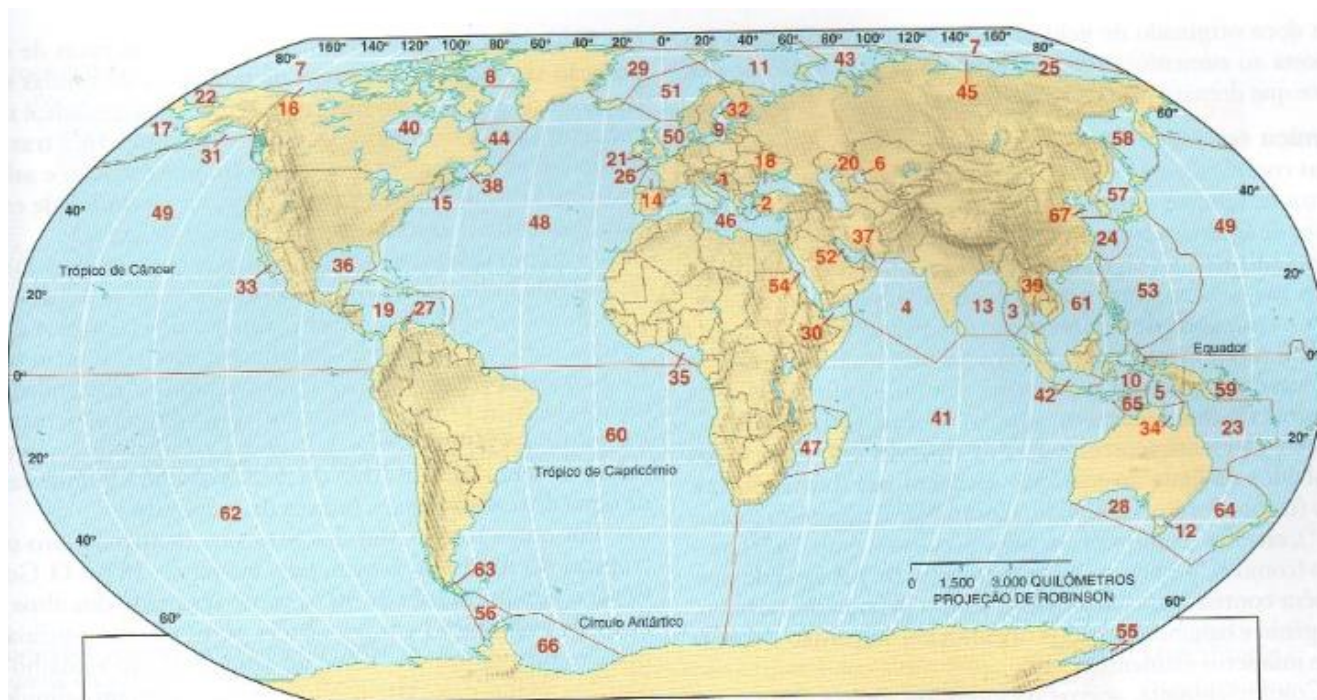 160° 140° 120° 100° 80° 60° 40° 20° 0° 20° 40° 60° 80° 100° 120° 140° 160°
80° 7 8 29 51 11 43 7 80° 25
22 16 32 45 60°
17 31 40 44 50 9 58
21 26 18 20 6
38 1 57
15 14 2 67 40°
40° 49 48 46 24 49
Trópico de Câncer 36 37 52
33 54 39 20°
20° 19 27 4 13 3 61 53
30 Equador
0° 35 0°
42 10 5 59
41 65
60 47 34 23 20°
20° Trópico de Capricórnio
62 28 64
12
40° 40°
63 0 1.500 3.000 QUILÔMETROS
PROJEÇÃO DE ROBINSON
60° 56 Círculo Antártico 60°
66 55